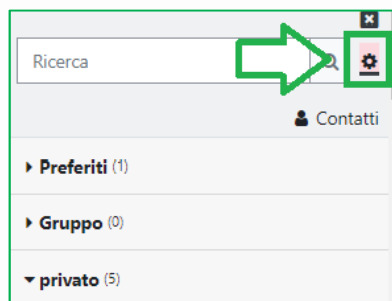 Ricerca
Contatti
Preferiti (1)
Gruppo (0)
privato (5)